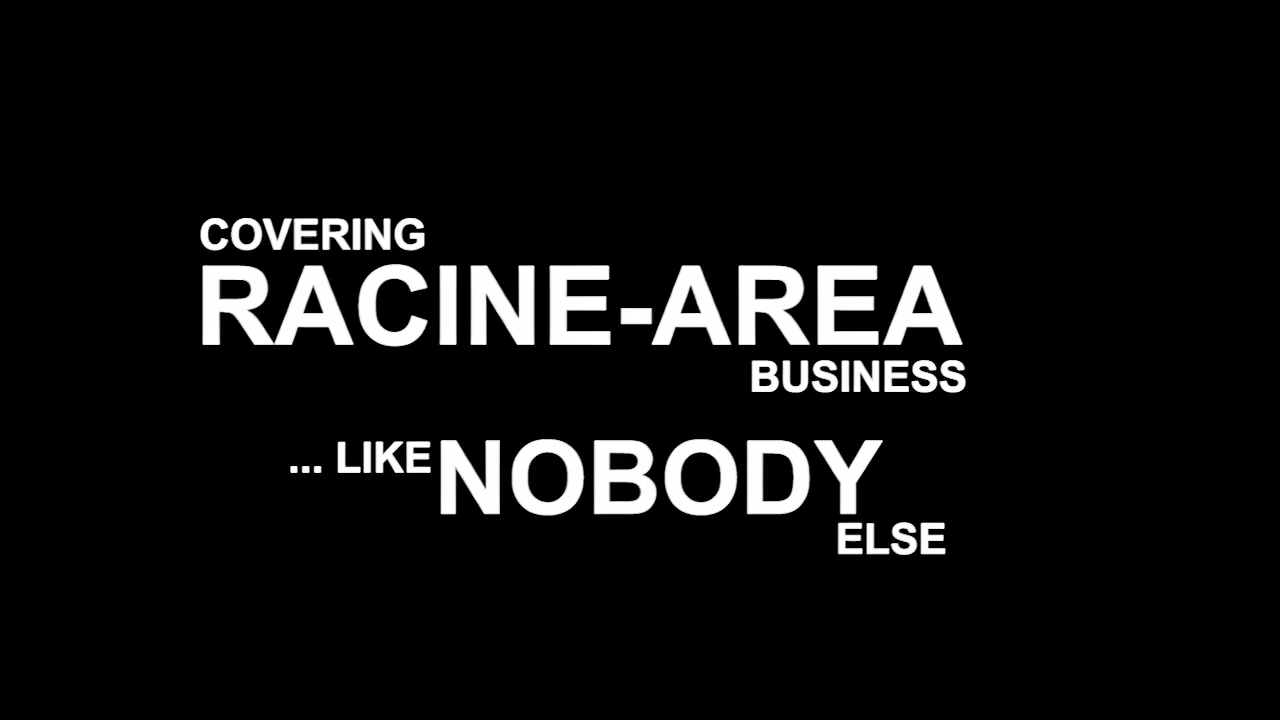 COVERING
RACINE-AREA
BUSINESS
... LIKE NOBODY
ELSE